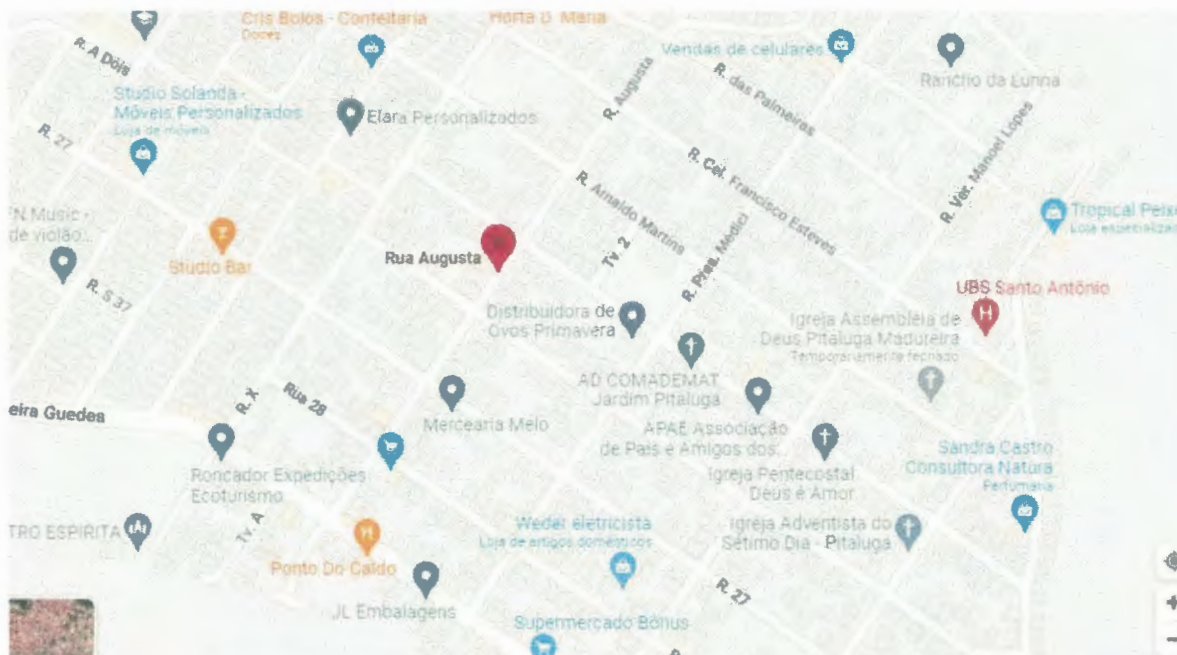 Cris Bolos - Confeitaria
Doces
Horta D. Maria
R. A Dois
Vendas de celulares
Rancho da Lunna
R. Augusta
R. das Palmeiras
Studio Solanda -
Móveis Personalizados
Loja de móveis
Elara Personalizados
R. 27
R. Ver. Manoel Lopes
R. Cel. Francisco Esteves
R. Arnaldo Martins
N Music -
de violão...
Tropical Peix
Loja especializad
Studio Bar
Rua Augusta
Tv. 2
R. Pres. Médici
R. S 37
UBS Santo Antônio
Distribuidora de
Ovos Primavera
Igreja Assembleia de
Deus Pitaluga Madureira
Temporariamente fechado
AD COMADEMAT
Jardim Pitaluga
eira Guedes
R. X
Rua 28
Mercearia Melo
APAE Associação
de Pais e Amigos dos...
Roncador Expedições
Ecoturismo
Igreja Pentecostal
Deus é Amor
Sandra Castro
Consultora Natura
Perfumaria
TRO ESPIRITA
Tv. A
Weder eletricista
Loja de artigos domésticos
Igreja Adventista do
Sétimo Dia - Pitaluga
Ponto Do Caldo
JL Embalagens
R. 27
Supermercado Bônus